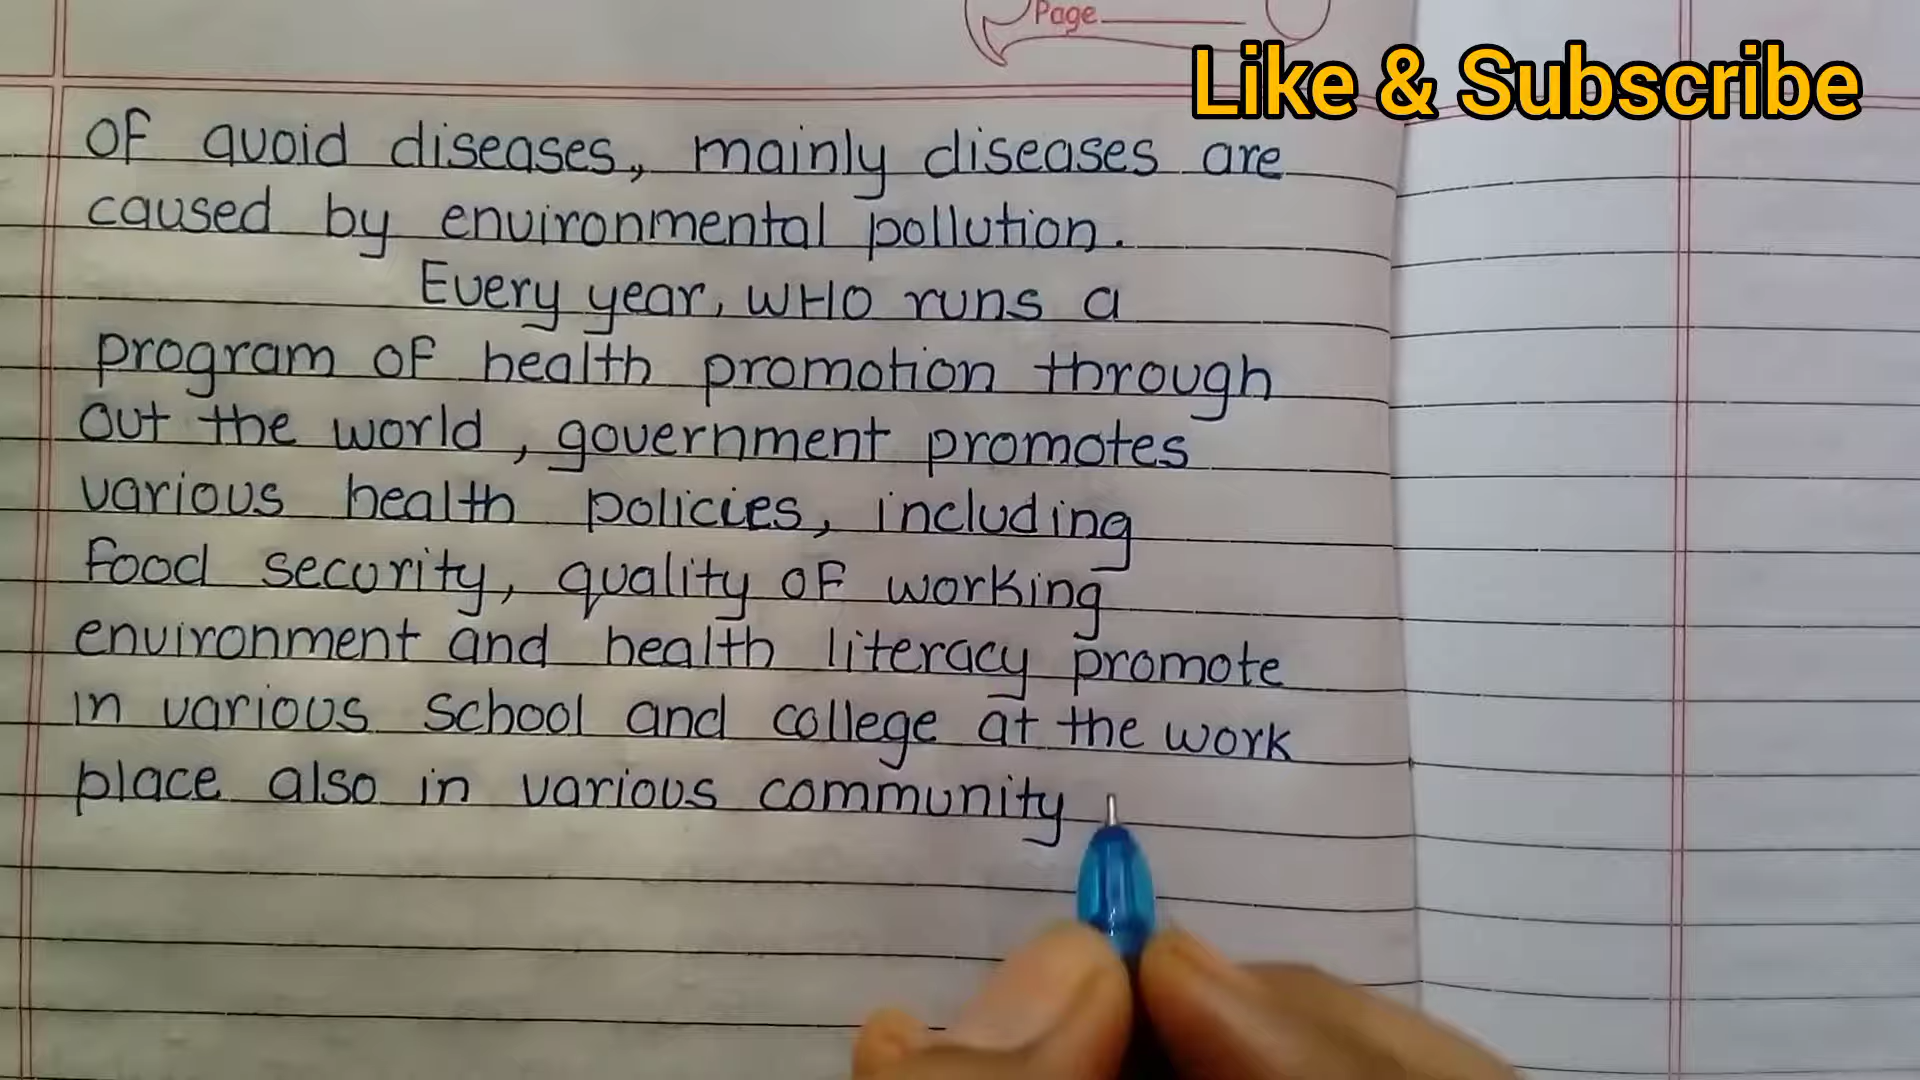 Page
Like & Subscribe
of avoid diseases, mainly diseases are
caused by environmental pollution.
Every year, WHO runs a
program of health promotion through
out the world, government promotes
various health policies, including
food security, quality of working
environment and health literacy promote
in various school and college at the work
place also in various community